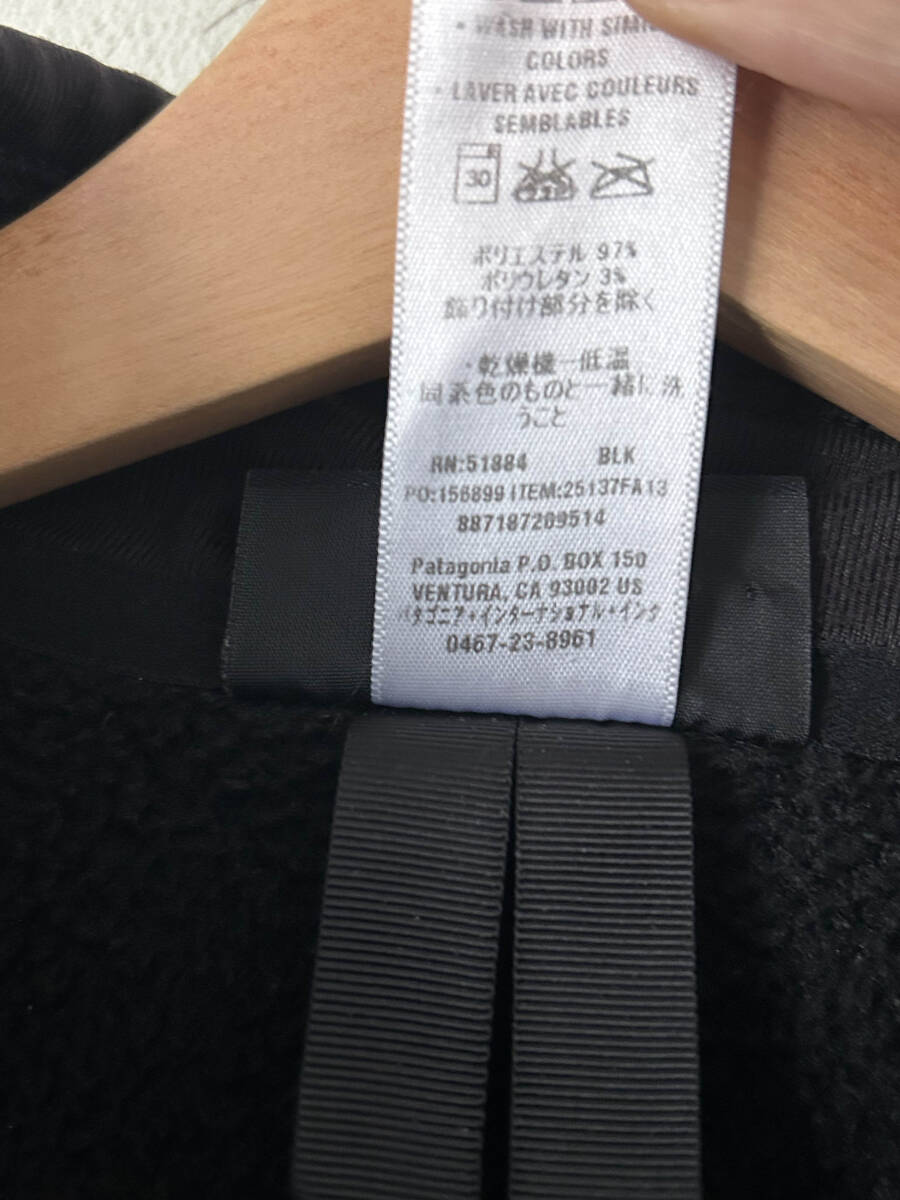 • WASH WITH
COLORS
• LAVER AVEC COULEURS
SEMBLABLES
30
ポリエステル 97%
ポリウレタン 3%
飾り付け部分を除く
・乾燥機一低温
同系色のものと一緒に洗
うこと
RN:51884 BLK
PO:156899 ITEM:25137FA13
887187209514
Patagonia P.O. BOX 150
VENTURA, CA 93002 US
パタゴニア・インターナショナル・インク
0467-23-8961